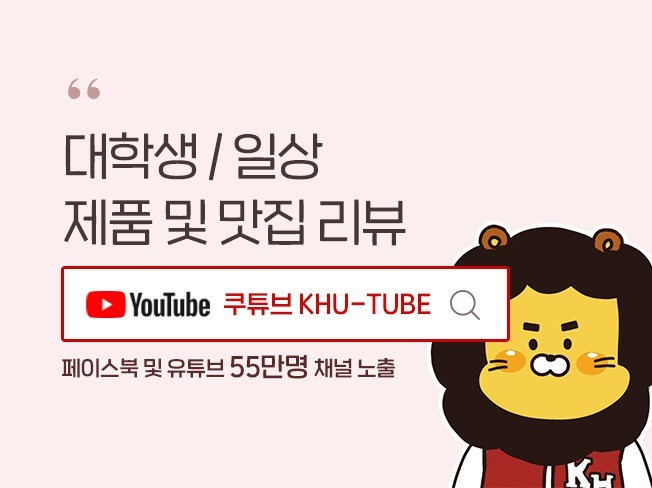 “
대학생 / 일상
제품 및 맛집 리뷰
YouTube 쿠튜브 KHU-TUBE
페이스북 및 유튜브 55만명 채널 노출
KH